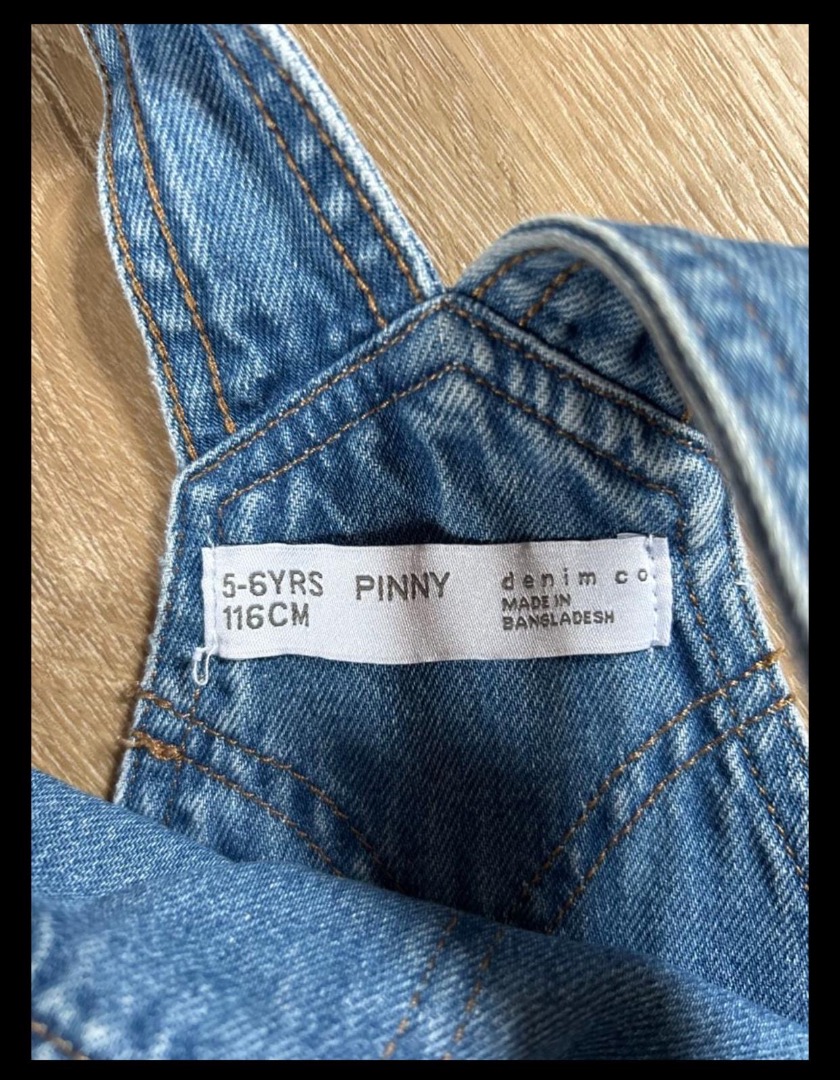 5-6YRS PINNY denim co.
116CM MADE IN
BANGLADESH